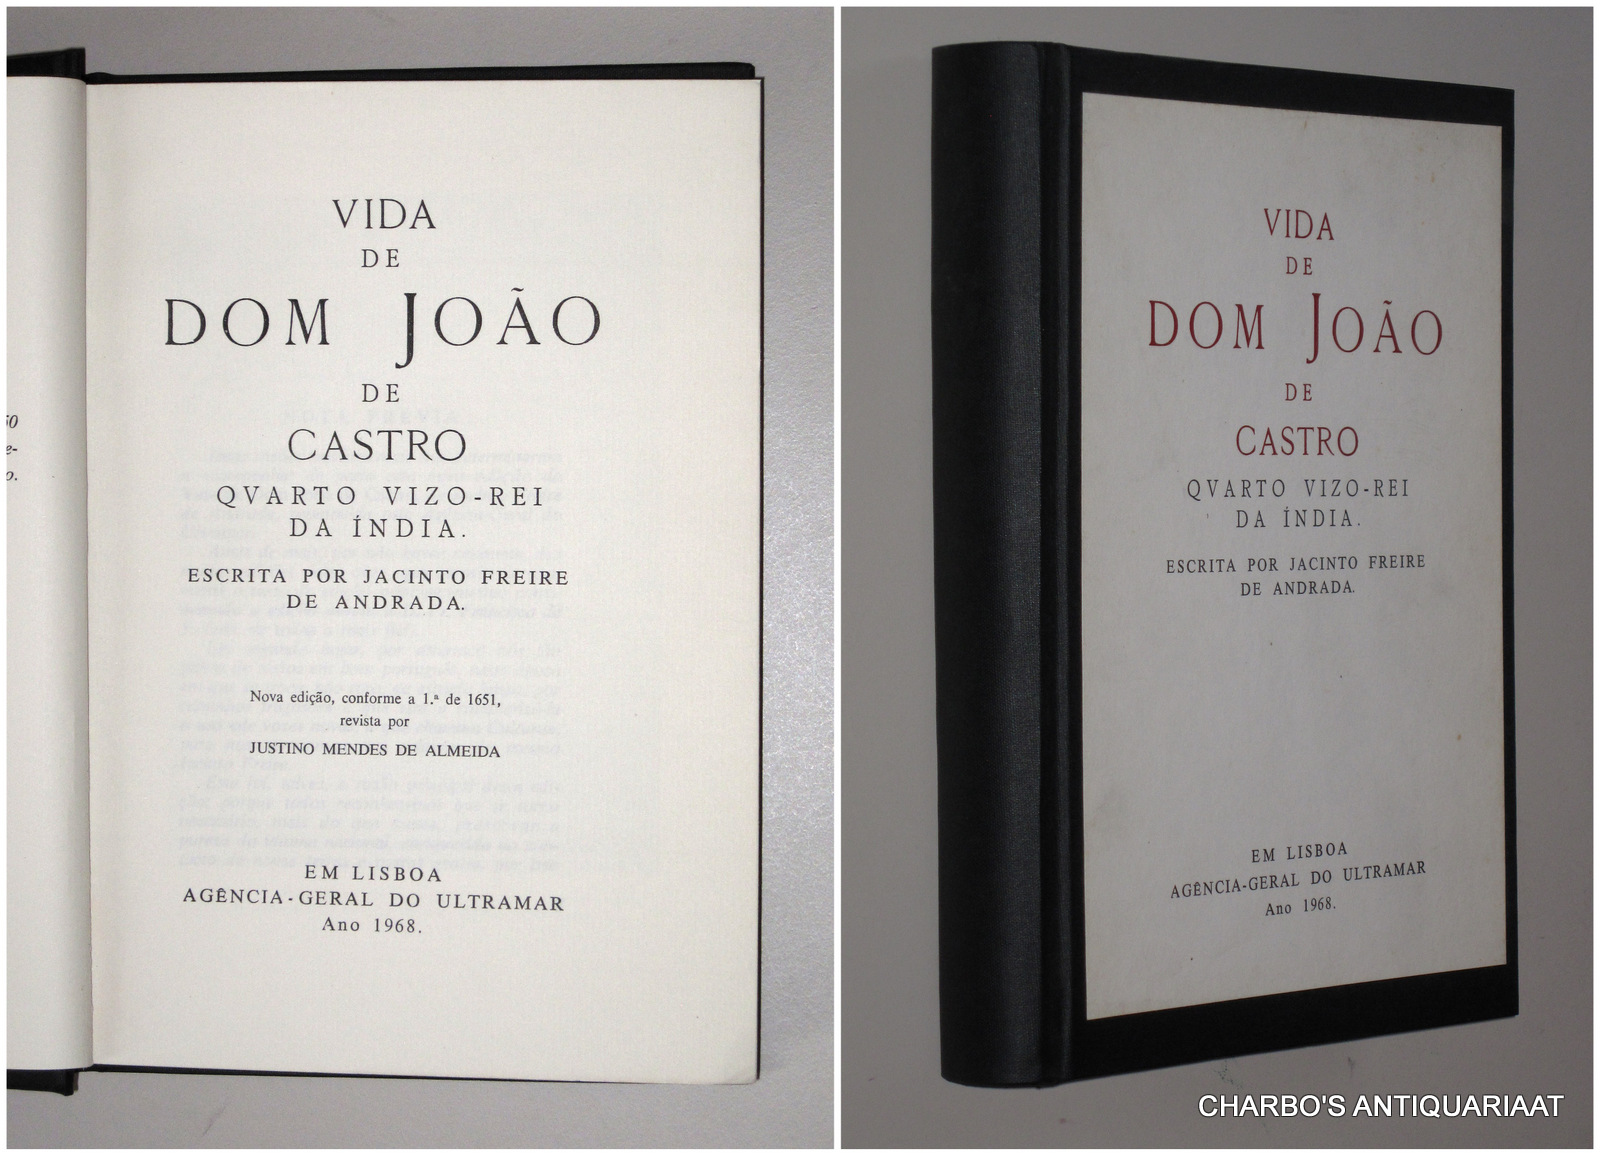 VIDA
DE
DOM JOÃO
DE
CASTRO
QVARTO VIZO-REI
DA ÍNDIA.
ESCRITA POR JACINTO FREIRE
DE ANDRADA.
Nova edição, conforme a 1.ª de 1651,
revista por
JUSTINO MENDES DE ALMEIDA
EM LISBOA
AGÊNCIA-GERAL DO ULTRAMAR
Ano 1968.
VIDA
DE
DOM JOÃO
DE
CASTRO
QVARTO VIZO-REI
DA ÍNDIA.
ESCRITA POR JACINTO FREIRE
DE ANDRADA.
EM LISBOA
AGÊNCIA-GERAL DO ULTRAMAR
Ano 1968.
CHARBO'S ANTIQUARIAAT